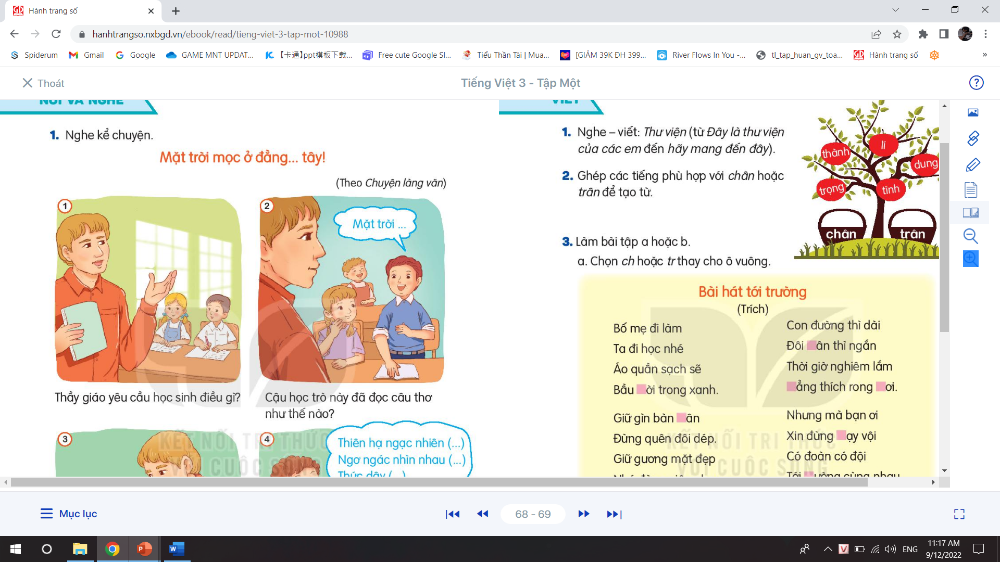 Hành trang số
hanhtrangso.nxbgd.vn/ebook/read/tieng-viet-3-tap-mot-10988
Spiderum
Gmail
Google
GAME MNT UPDAT...
【卡通】ppt模板下载...
Free cute Google Sl...
Tiểu Thần Tài | Mua...
[GIẢM 39K ĐH 399...
River Flows In You -...
tl_tap_huan_gv_toa...
Hành trang số
»
Thoát
Tiếng Việt 3 - Tập Một
NÓI VÀ NGHE
1. Nghe kể chuyện.
Mặt trời mọc ở đằng... tây!
(Theo Chuyện làng văn)
1
2
Mặt trời ...
Thầy giáo yêu cầu học sinh điều gì?
Cậu học trò này đã đọc câu thơ
như thế nào?
3
4
Thiên hạ ngạc nhiên (...)
Ngơ ngác nhìn nhau (...)
Thức dậy (...)
KẾT NỐI TRI THỨC
VỚI CUỘC SỐNG
VIẾT
1. Nghe – viết: Thư viện (từ Đây là thư viện
của các em đến hãy mang đến đây).
2. Ghép các tiếng phù hợp với chân hoặc
trân để tạo từ.
thành
lí
dung
trọng
tình
chân
trân
3. Làm bài tập a hoặc b.
a. Chọn ch hoặc tr thay cho ô vuông.
Bài hát tới trường
(Trích)
Bố mẹ đi làm
Ta đi học nhé
Áo quần sạch sẽ
Bầu ời trong xanh.
Giữ gìn bàn ân
Đừng quên đôi dép.
Giữ gương mặt đẹp
Con đường thì dài
Đôi ân thì ngắn
Thời giờ nghiêm lắm
ẳng thích rong ơi.
Nhưng mà bạn ơi
Xin đừng ạy vội
Có đoàn có đội
Tới ường cùng nhau
KẾT NỐI TRI THỨC
VỚI CUỘC SỐNG
Mục lục
68 - 69
ENG
11:17 AM
9/12/2022